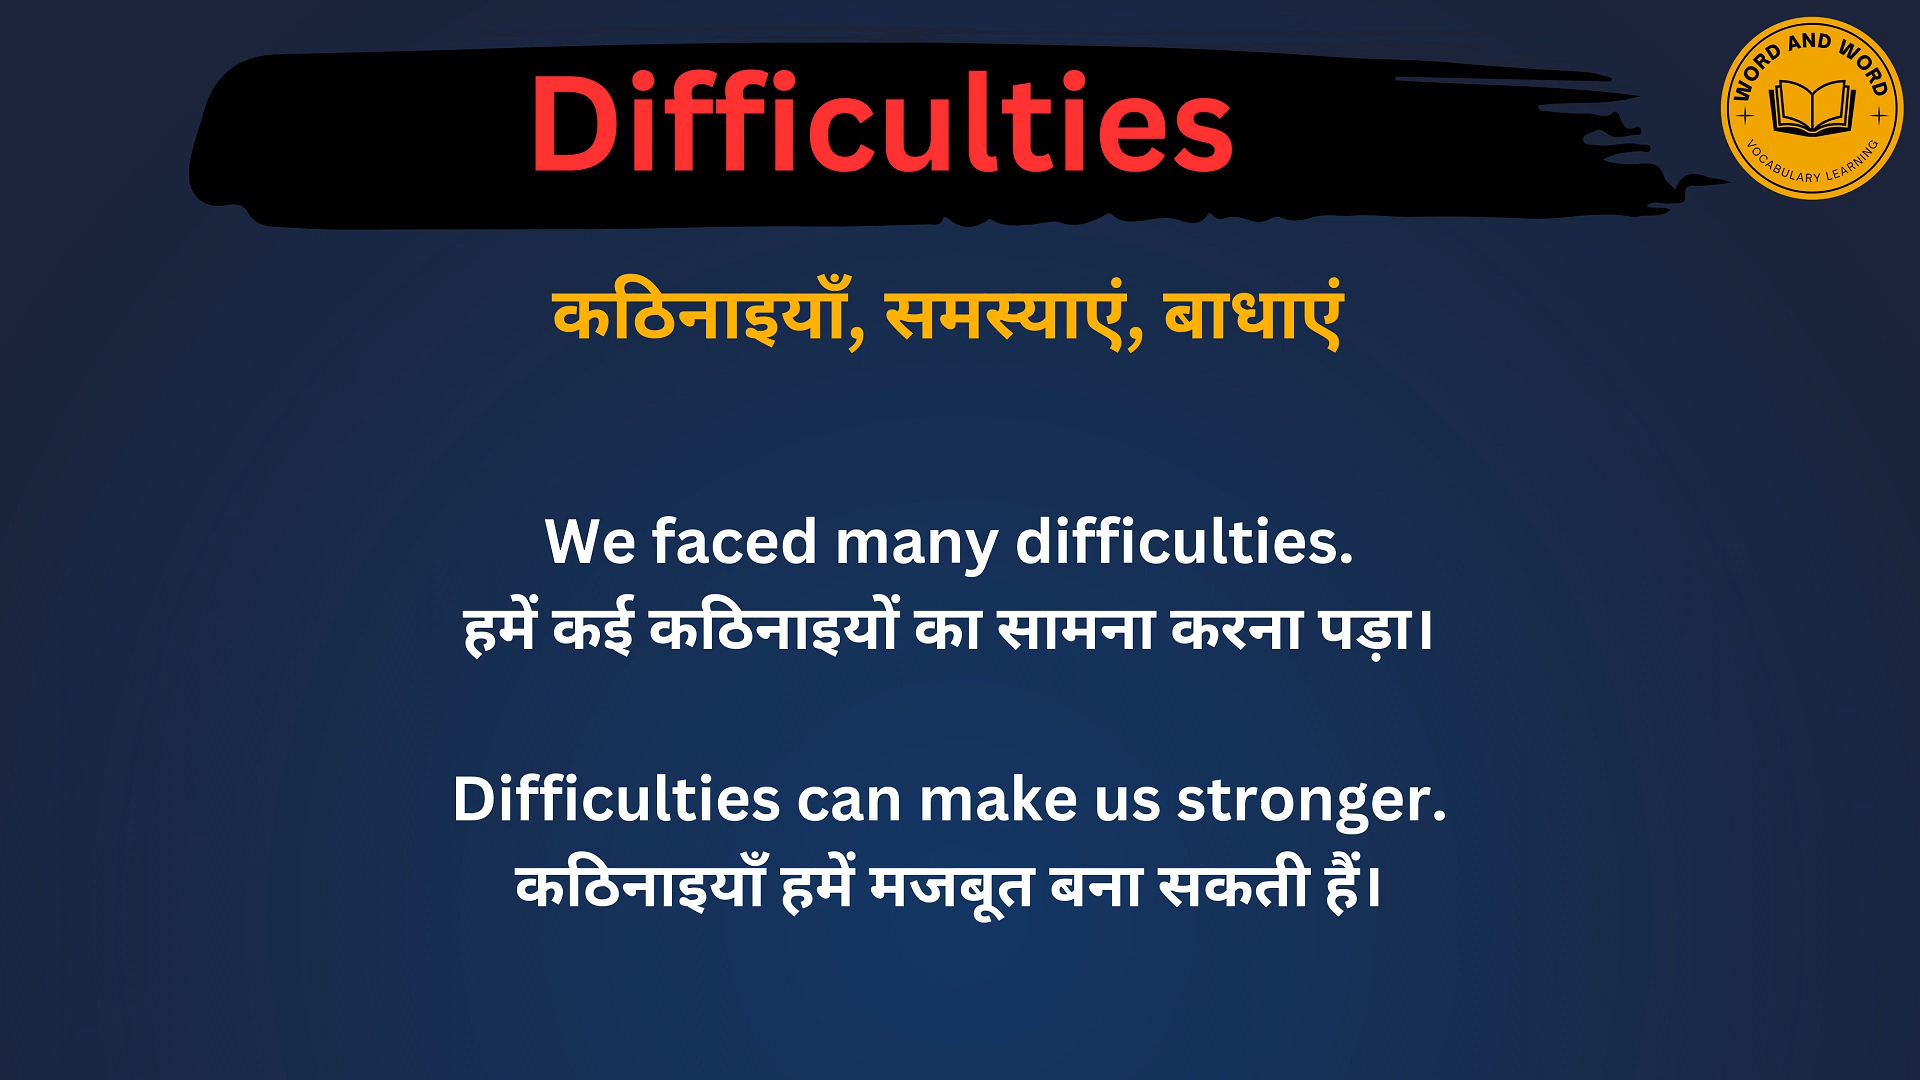 Difficulties
WORD AND WORD
VOCABULARY LEARNING
कठिनाइयाँ, समस्याएं, बाधाएं
We faced many difficulties.
हमें कई कठिनाइयों का सामना करना पड़ा।
Difficulties can make us stronger.
कठिनाइयाँ हमें मजबूत बना सकती हैं।